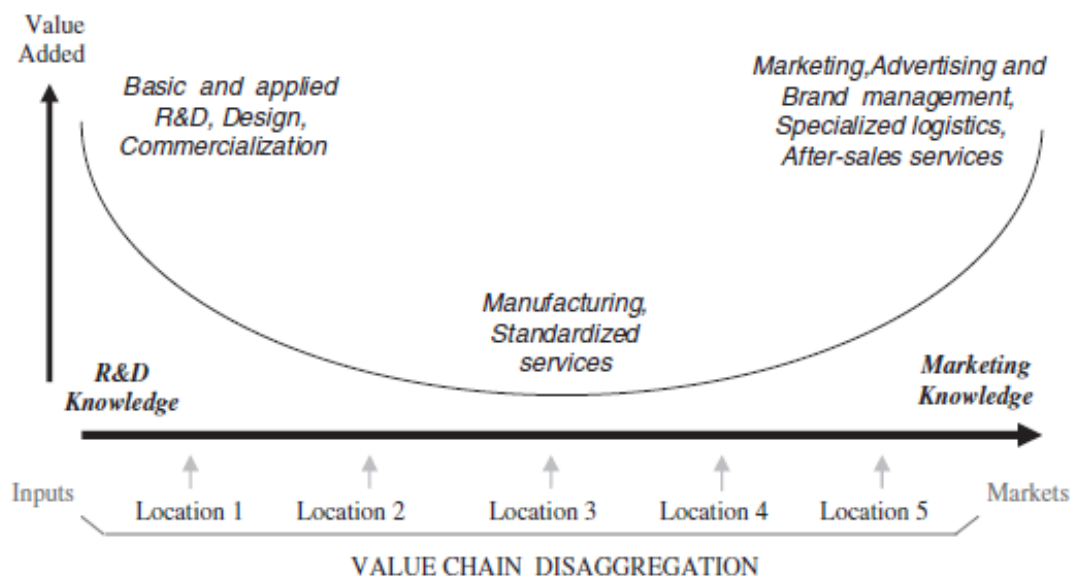 Value
Added
Basic and applied
R&D, Design,
Commercialization
Marketing,Advertising and
Brand management,
Specialized logistics,
After-sales services
Manufacturing,
Standardized
services
R&D
Knowledge
Marketing
Knowledge
Inputs
Location 1
Location 2
Location 3
Location 4
Location 5
Markets
VALUE CHAIN DISAGGREGATION